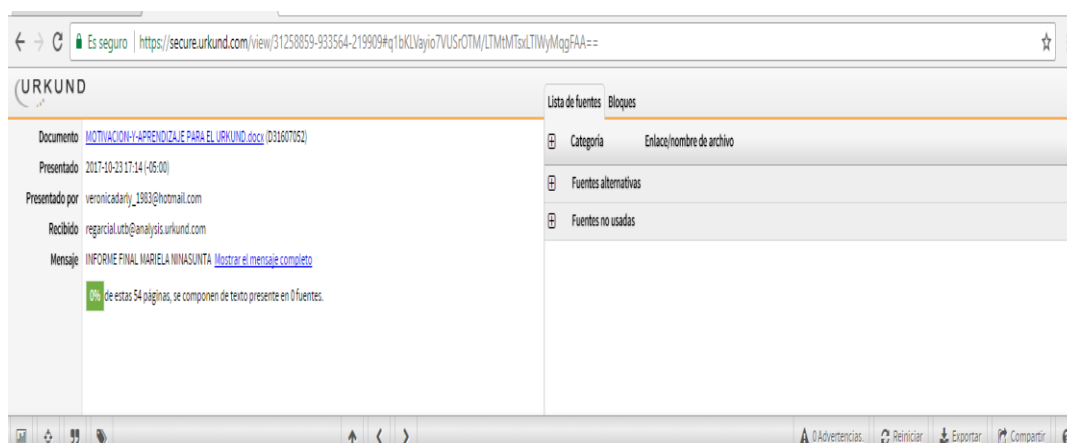 Es seguro | https://secure.urkund.com/view/31258859-933564-219909#q1bKLVayio7VUSrOTM/LTMtMTsxLTlWyMqgFAA==
URKUND
Lista de fuentes Bloques
Documento MOTIVACION-Y-APRENDIZAJE PARA EL URKUND.docx (D31607052)
Categoría Enlace/nombre de archivo
Presentado 2017-10-23 17:14 (-05:00)
Fuentes alternativas
Presentado por veronicadarly_1983@hotmail.com
Fuentes no usadas
Recibido regarcial.utb@analysis.urkund.com
Mensaje INFORME FINAL MARIELA NINASUNTA Mostrar el mensaje completo
0% de estas 54 páginas, se componen de texto presente en 0 fuentes.
0 Advertencias. Reiniciar Exportar Compartir